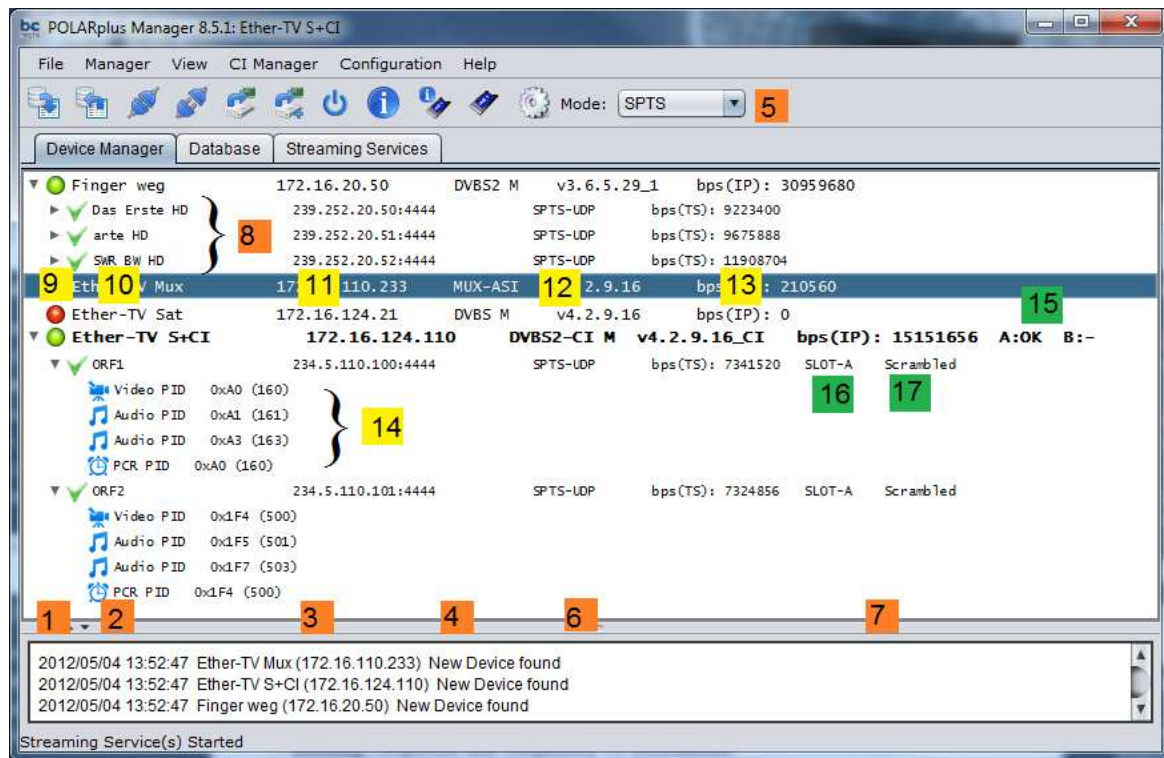 bc POLARplus Manager 8.5.1: Ether-TV S+CI
File Manager View CI Manager Configuration Help
Mode: SPTS 5
Device Manager Database Streaming Services
Finger weg 172.16.20.50 DVBS2 M v3.6.5.29_1 bps(IP): 30959680
Das Erste HD 239.252.20.50:4444 SPTS-UDP bps(TS): 9223400
arte HD 8 239.252.20.51:4444 SPTS-UDP bps(TS): 9675888
SWR BW HD 239.252.20.52:4444 SPTS-UDP bps(TS): 11908704
9 Eth 10 V Mux 17 11 110.233 MUX-ASI 12 2.9.16 bps 13 : 210560
15
Ether-TV Sat 172.16.124.21 DVBS M v4.2.9.16 bps(IP): 0
Ether-TV S+CI 172.16.124.110 DVBS2-CI M v4.2.9.16_CI bps(IP): 15151656 A:OK B:-
ORF1 234.5.110.100:4444 SPTS-UDP bps(TS): 7341520 SLOT-A Scrambled
Video PID 0xA0 (160)
16 17
Audio PID 0xA1 (161)
14
Audio PID 0xA3 (163)
PCR PID 0xA0 (160)
ORF2 234.5.110.101:4444 SPTS-UDP bps(TS): 7324856 SLOT-A Scrambled
Video PID 0x1F4 (500)
Audio PID 0x1F5 (501)
Audio PID 0x1F7 (503)
PCR PID 0x1F4 (500)
1 2 3 4 6 7
2012/05/04 13:52:47 Ether-TV Mux (172.16.110.233) New Device found
2012/05/04 13:52:47 Ether-TV S+CI (172.16.124.110) New Device found
2012/05/04 13:52:47 Finger weg (172.16.20.50) New Device found
Streaming Service(s) Started